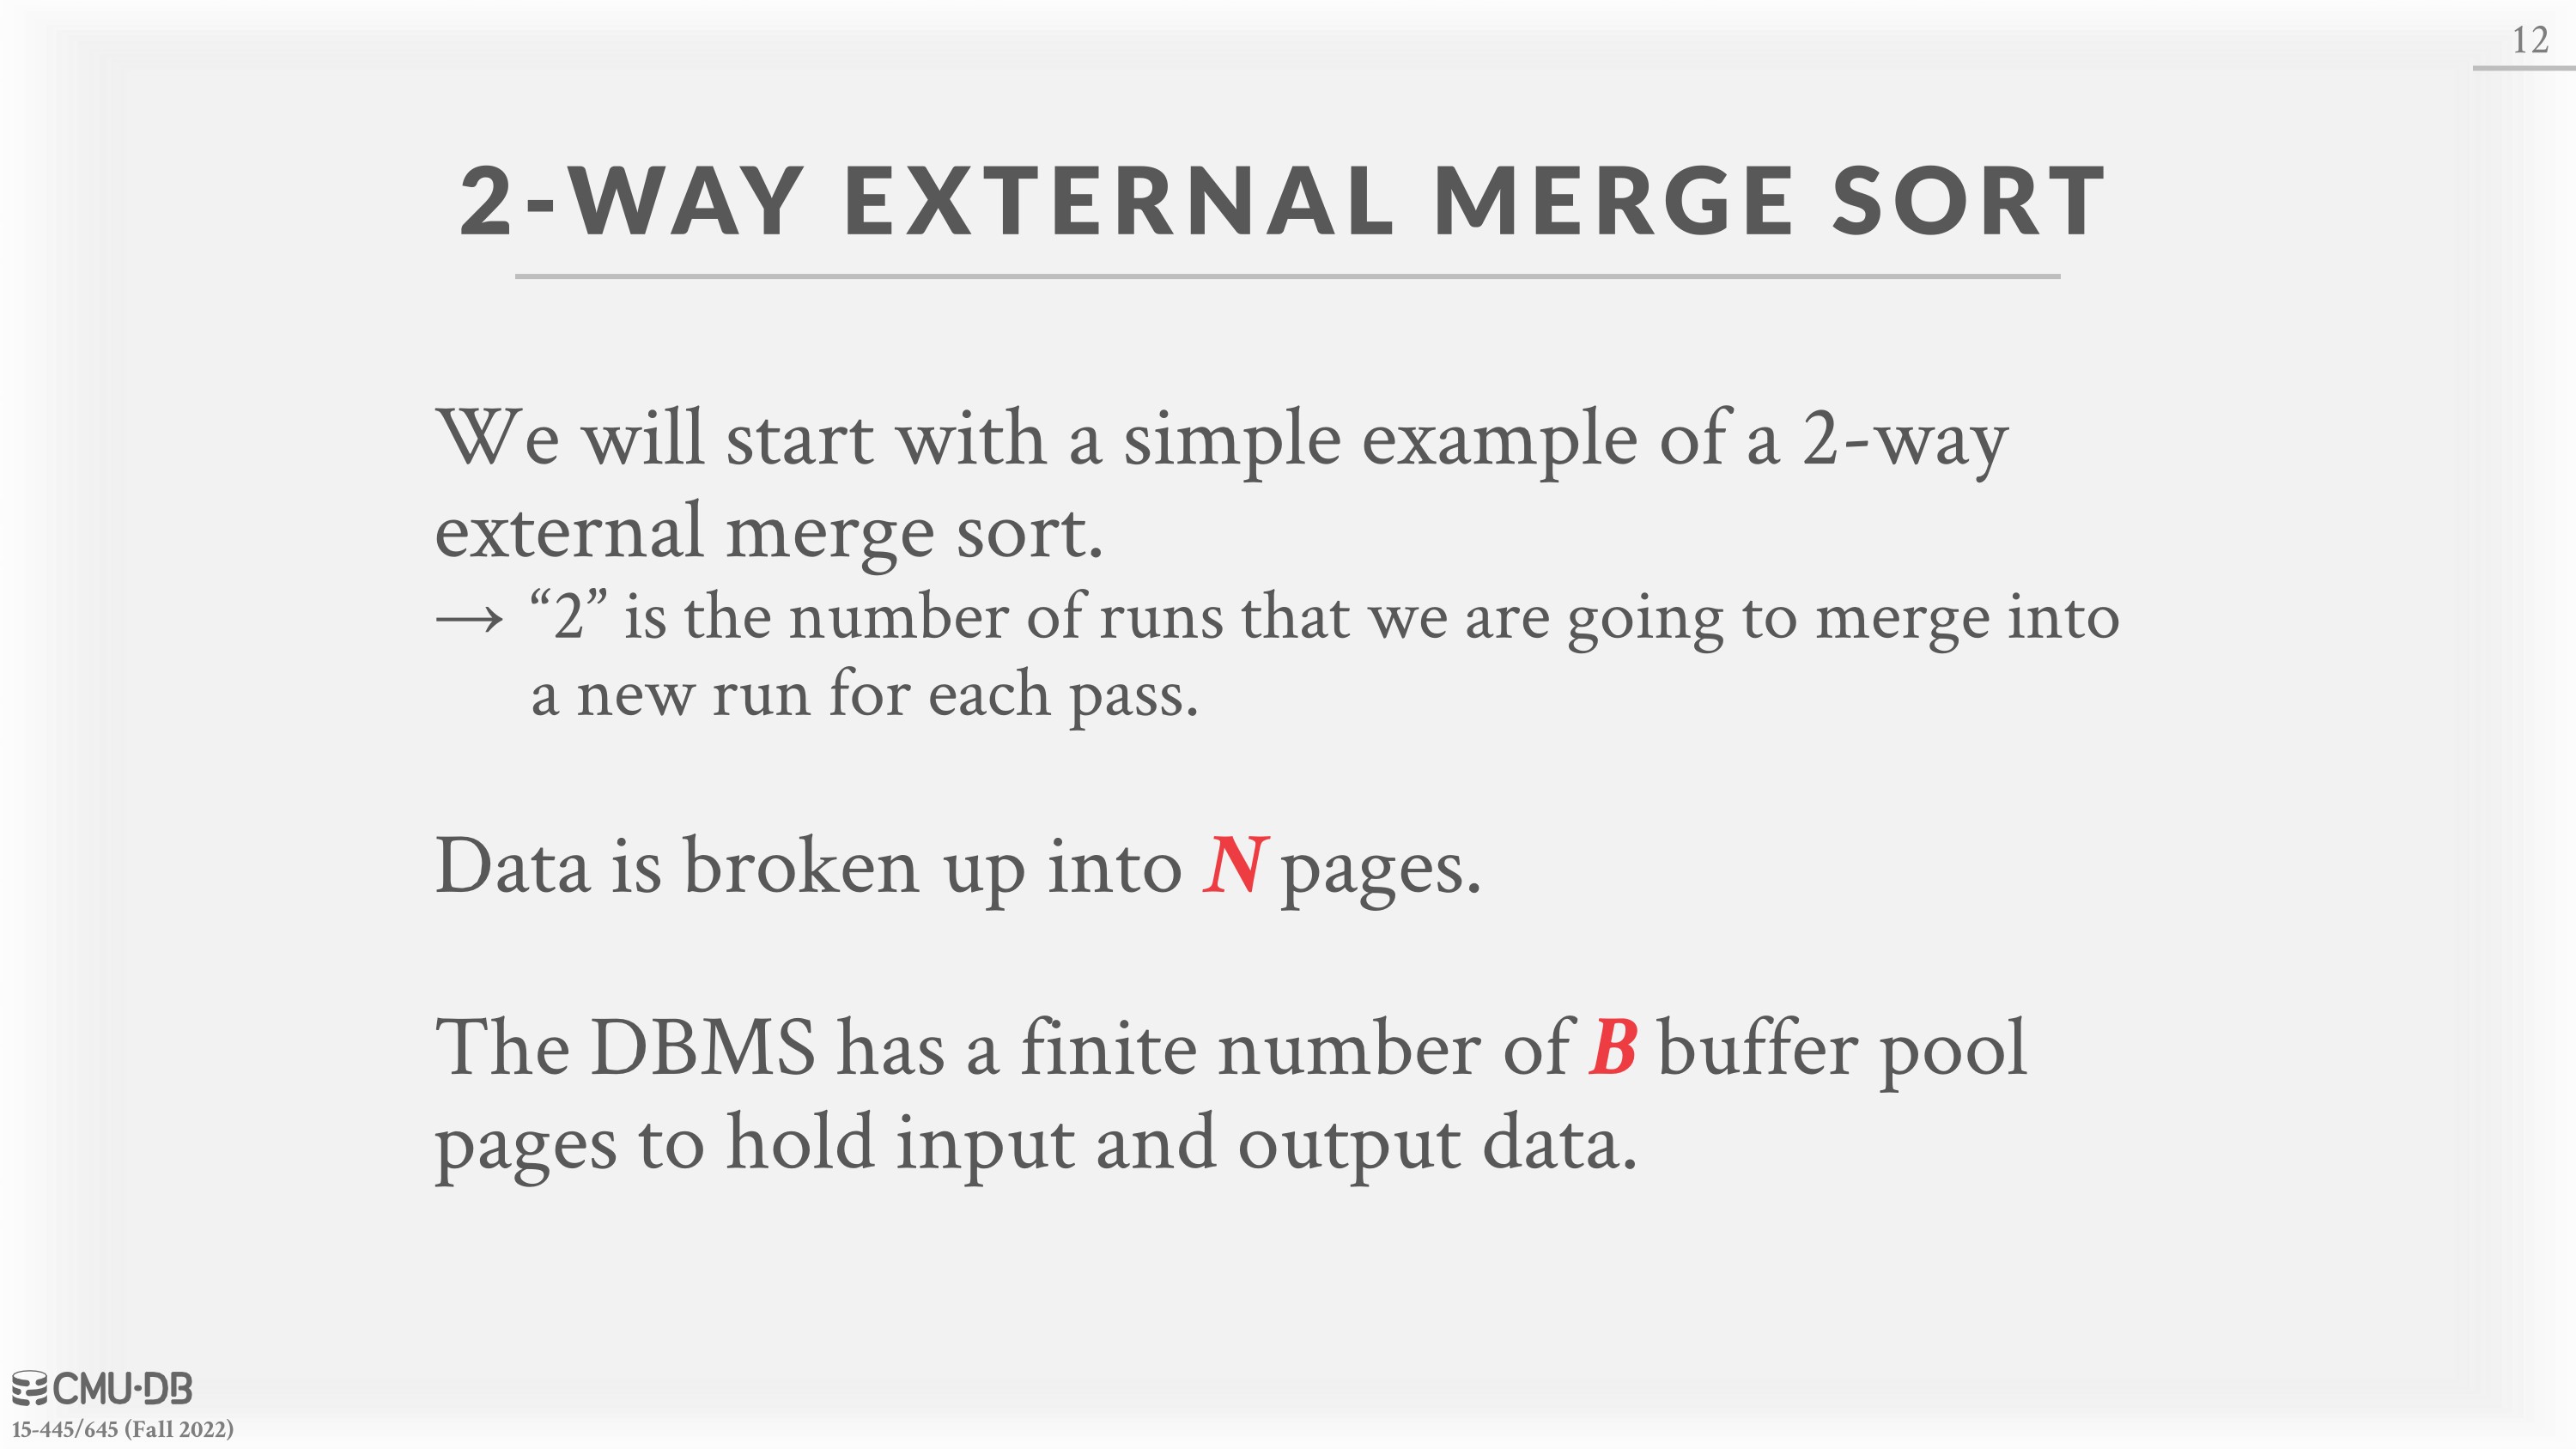 12
2-WAY EXTERNAL MERGE SORT
We will start with a simple example of a 2-way
external merge sort.
→ “2” is the number of runs that we are going to merge into
a new run for each pass.
Data is broken up into N pages.
The DBMS has a finite number of B buffer pool
pages to hold input and output data.
CMU·DB
15-445/645 (Fall 2022)